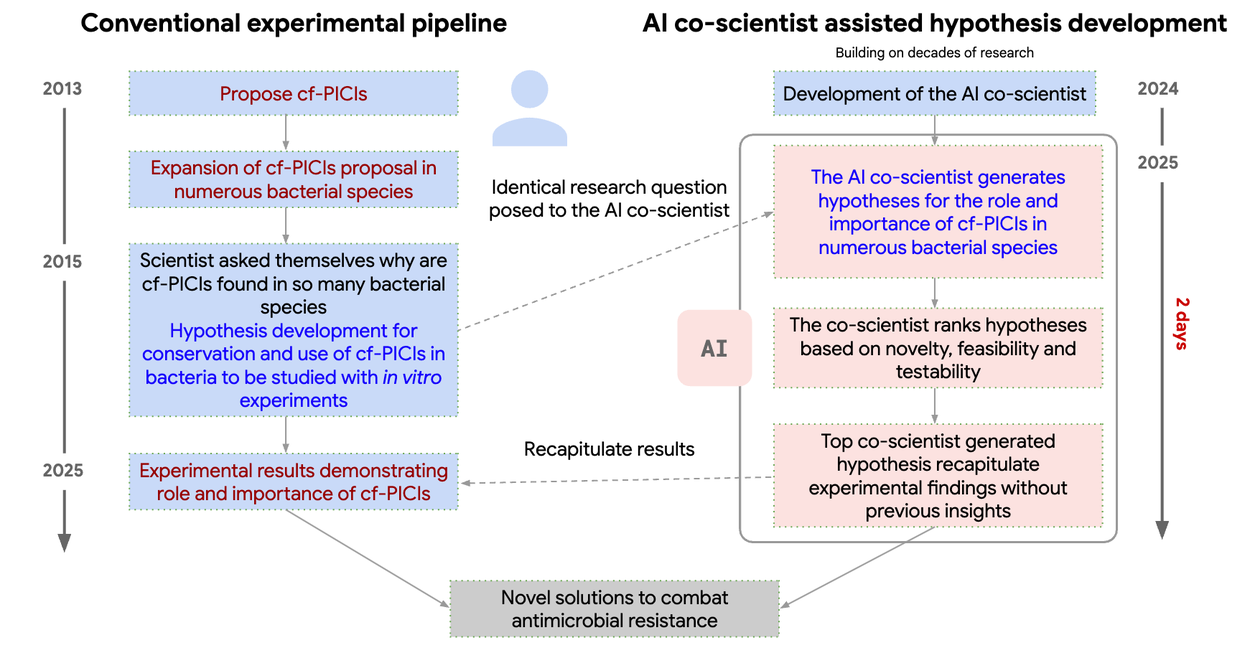 Conventional experimental pipeline
AI co-scientist assisted hypothesis development
Building on decades of research
2013
Propose cf-PICIs
Development of the AI co-scientist
2024
Expansion of cf-PICIs proposal in
numerous bacterial species
2025
Identical research question
posed to the AI co-scientist
The AI co-scientist generates
hypotheses for the role and
importance of cf-PICIs in
numerous bacterial species
2015
Scientist asked themselves why are
cf-PICIs found in so many bacterial
species
Hypothesis development for
conservation and use of cf-PICIs in
bacteria to be studied with in vitro
experiments
AI
The co-scientist ranks hypotheses
based on novelty, feasibility and
testability
2 days
2025
Experimental results demonstrating
role and importance of cf-PICIs
Recapitulate results
Top co-scientist generated
hypothesis recapitulate
experimental findings without
previous insights
Novel solutions to combat
antimicrobial resistance